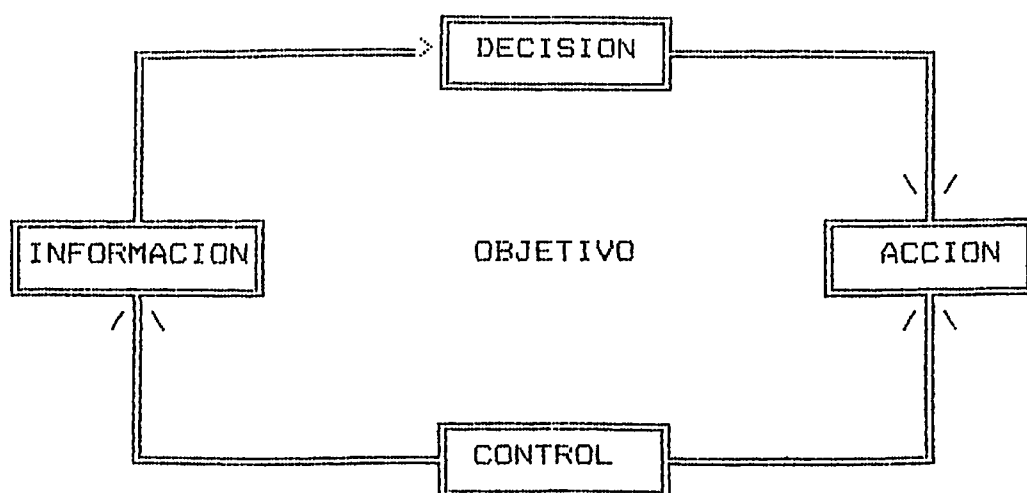 DECISION
INFORMACION
OBJETIVO
ACCION
CONTROL